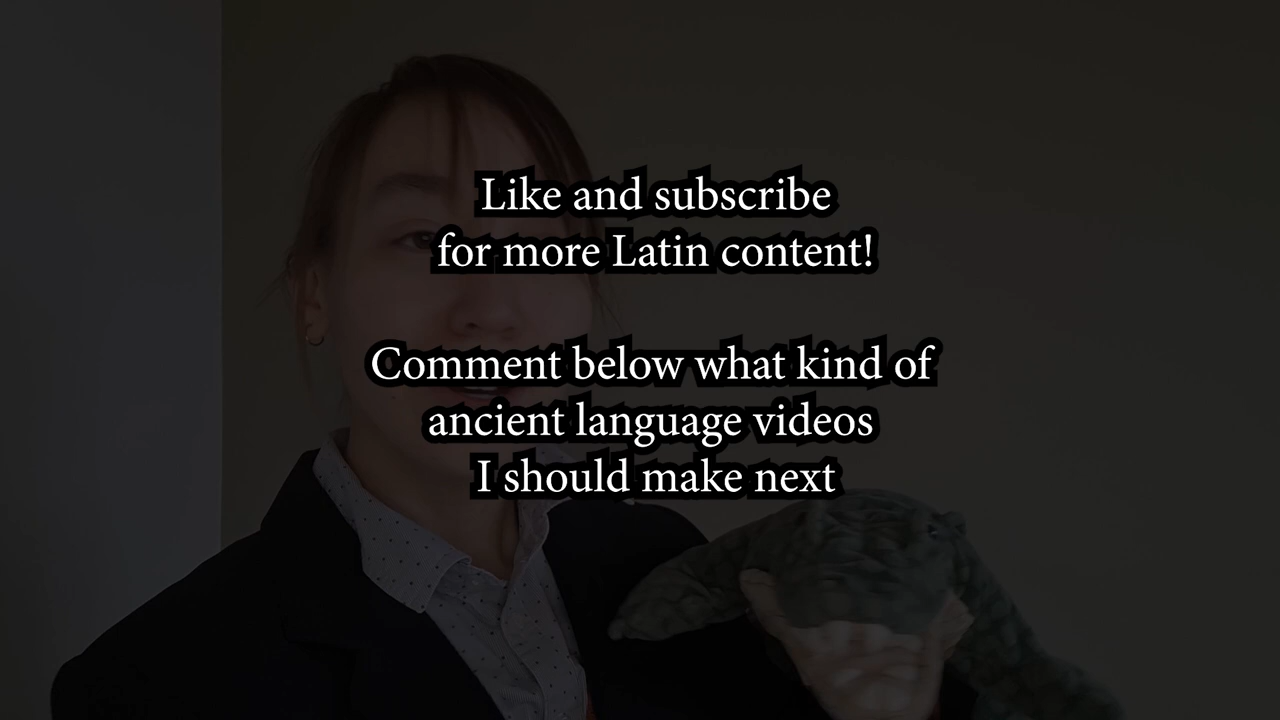 Like and subscribe
for more Latin content!
Comment below what kind of
ancient language videos
I should make next